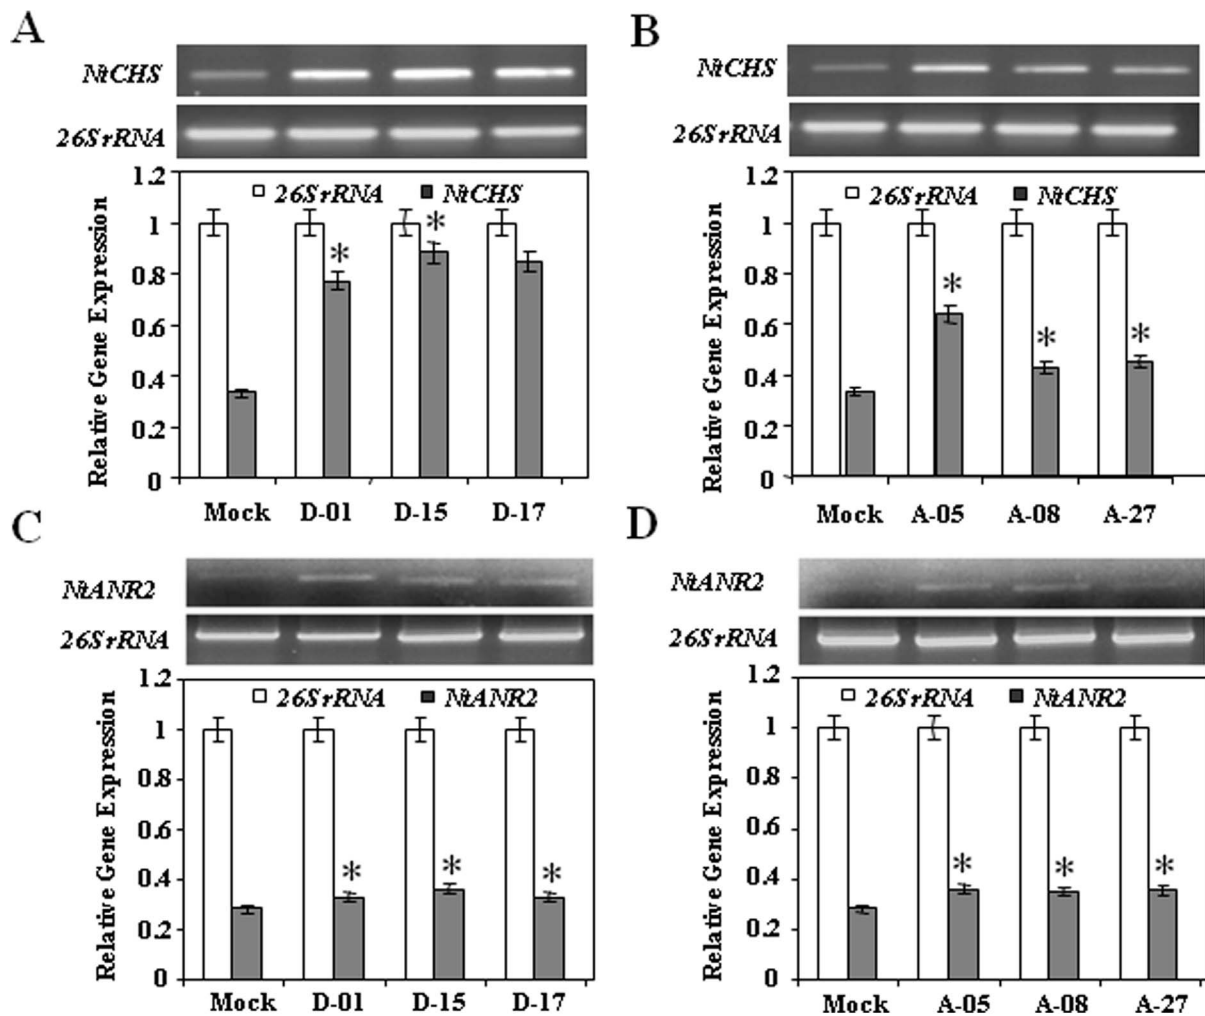 A
NtCHS
26SrRNA
Relative Gene Expression
1.2
1
0.8
0.6
0.4
0.2
0
26SrRNA NtCHS
*
*
Mock D-01 D-15 D-17
B
NtCHS
26SrRNA
Relative Gene Expression
1.2
1
0.8
0.6
0.4
0.2
0
26SrRNA NtCHS
*
*
*
Mock A-05 A-08 A-27
C
NtANR2
26SrRNA
Relative Gene Expression
1.2
1
0.8
0.6
0.4
0.2
0
26SrRNA NtANR2
* * *
Mock D-01 D-15 D-17
D
NtANR2
26SrRNA
Relative Gene Expression
1.2
1
0.8
0.6
0.4
0.2
0
26SrRNA NtANR2
* * *
Mock A-05 A-08 A-27